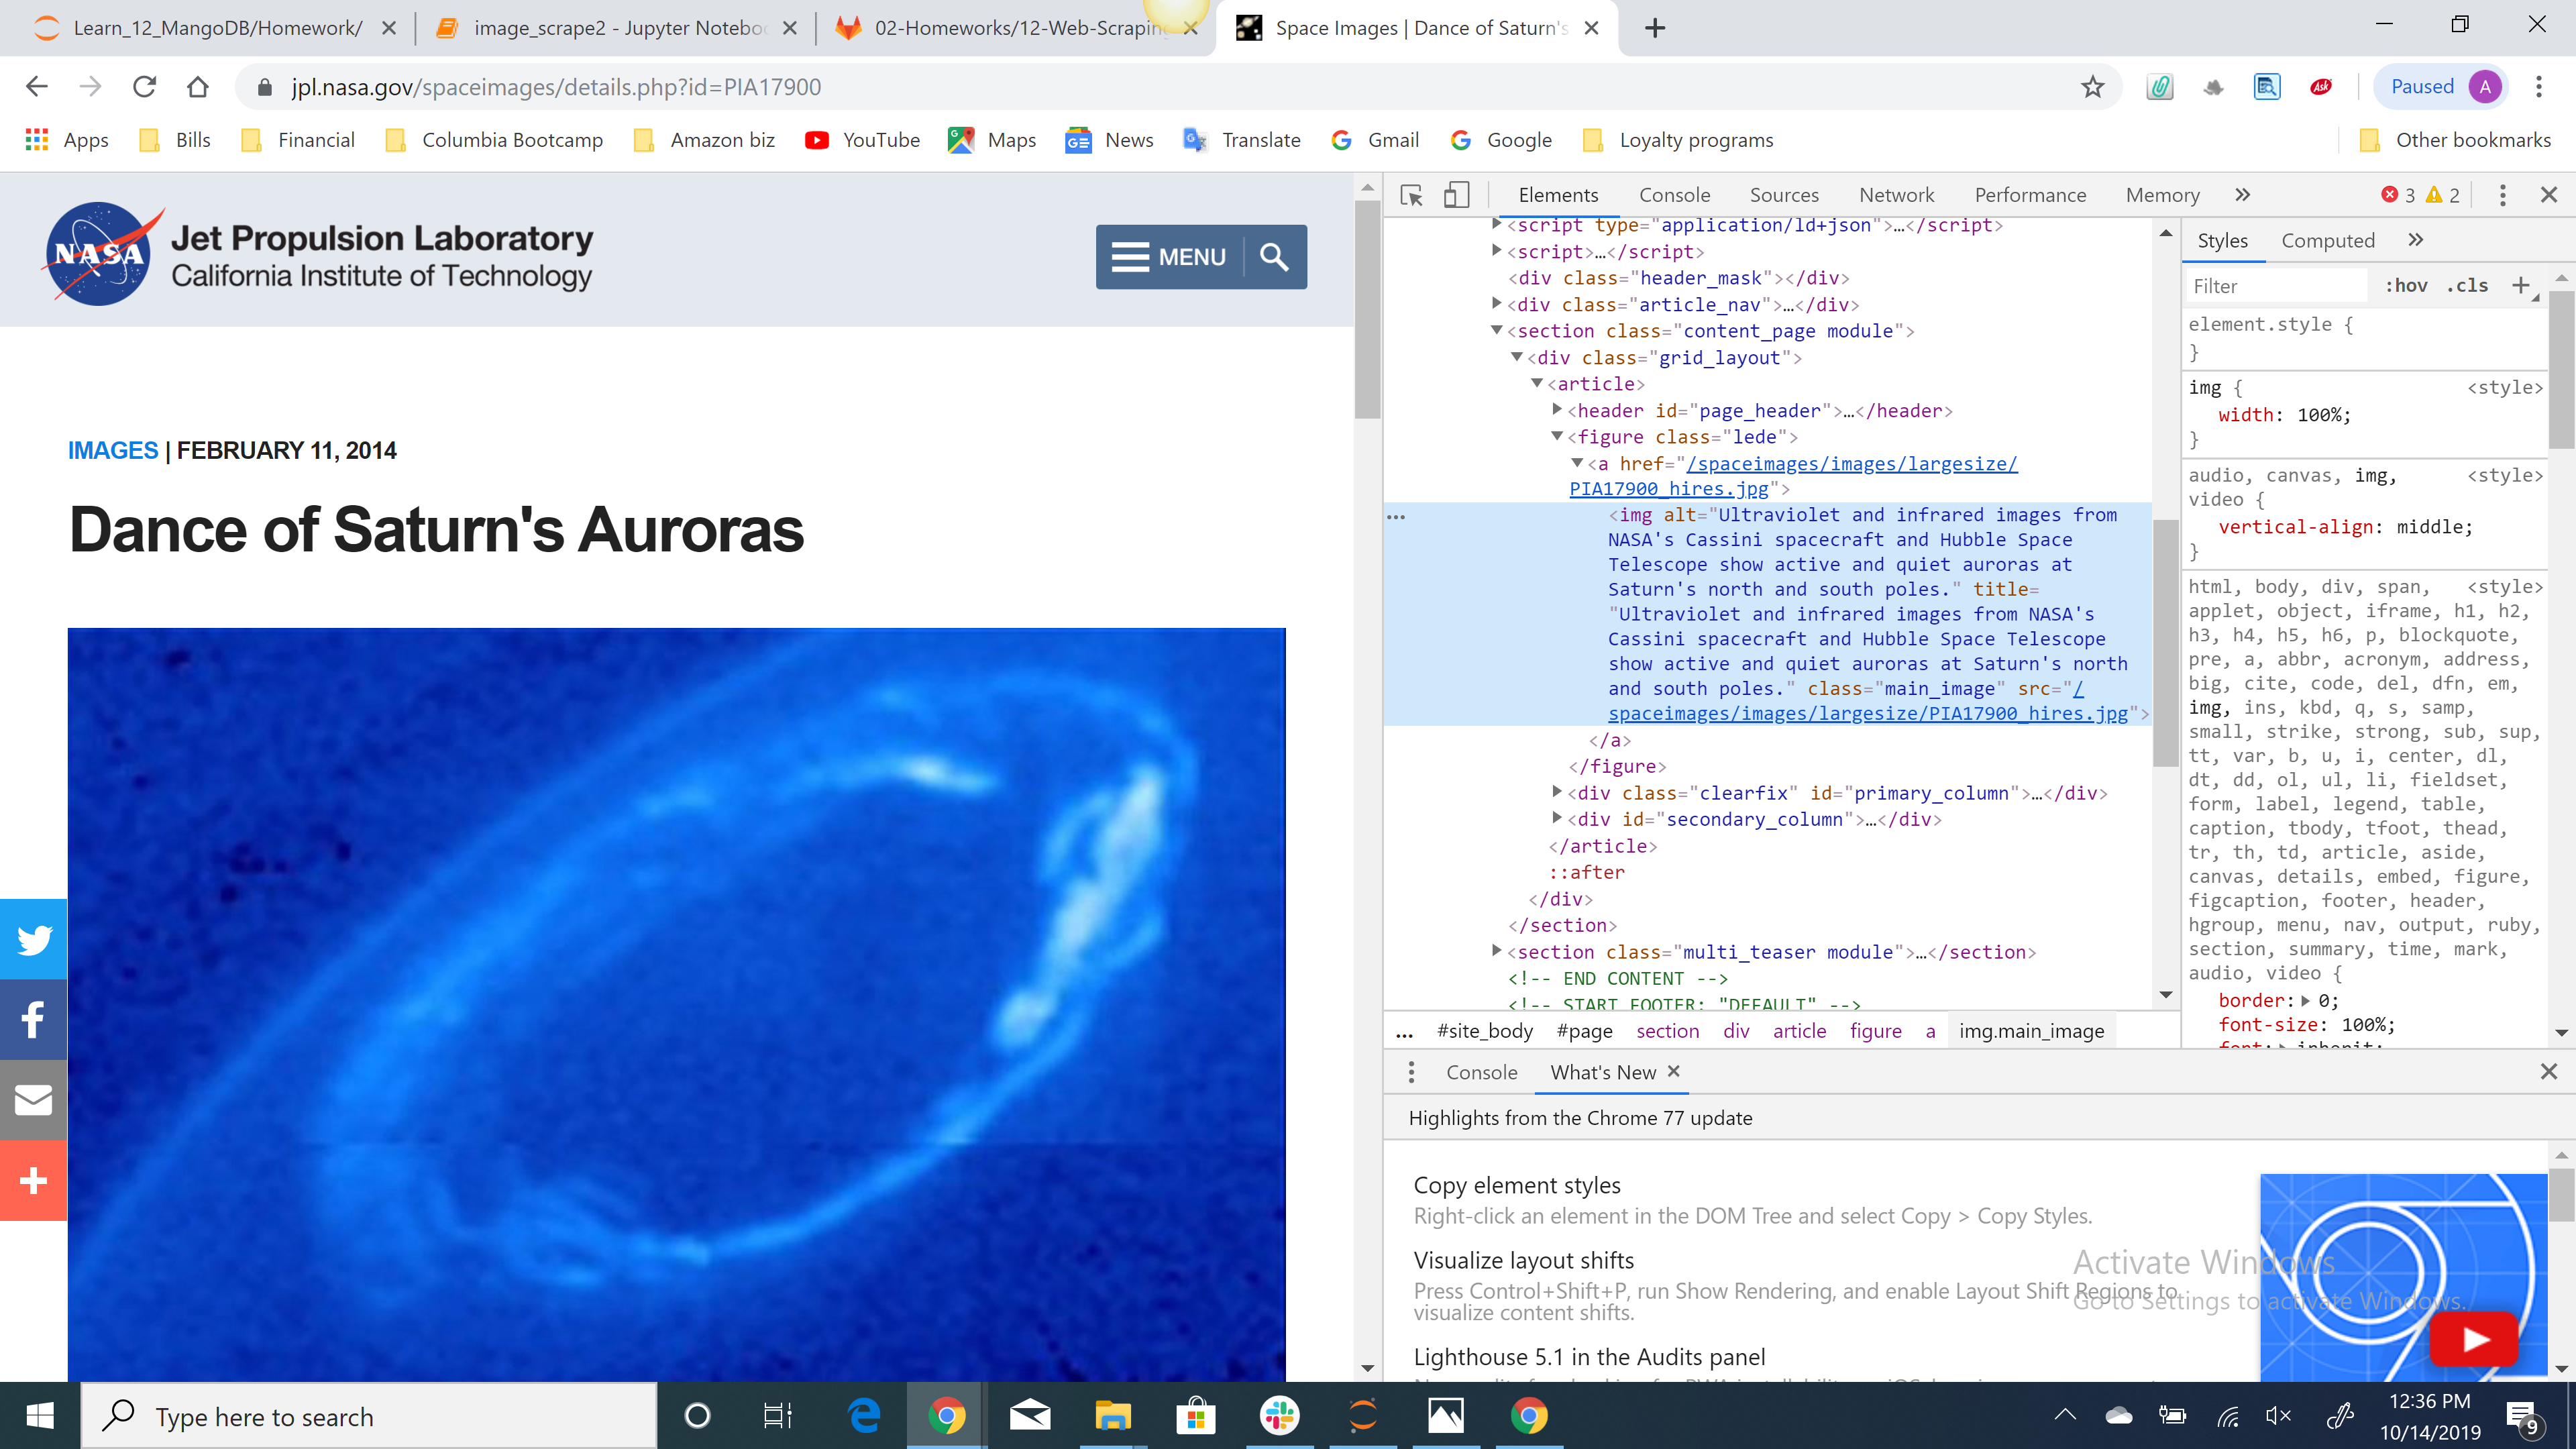 Learn_12_MangoDB/Homework/
image_scrape2 - Jupyter Notebo
02-Homeworks/12-Web-Scraping
Space Images | Dance of Saturn's
jpl.nasa.gov/spaceimages/details.php?id=PIA17900
Ask
Paused A
Apps Bills Financial Columbia Bootcamp Amazon biz YouTube Maps News Translate Gmail Google Loyalty programs Other bookmarks
NASA
Jet Propulsion Laboratory
California Institute of Technology
MENU
IMAGES | FEBRUARY 11, 2014
Dance of Saturn's Auroras
Elements Console Sources Network Performance Memory » 3 2
<script type="application/ld+json">…</script>
<script>…</script>
<div class="header_mask"></div>
<div class="article_nav">…</div>
<section class="content_page module">
<div class="grid_layout">
<article>
<header id="page_header">…</header>
<figure class="lede">
<a href="/spaceimages/images/largesize/
PIA17900_hires.jpg">
<img alt="Ultraviolet and infrared images from
NASA's Cassini spacecraft and Hubble Space
Telescope show active and quiet auroras at
Saturn's north and south poles." title=
"Ultraviolet and infrared images from NASA's
Cassini spacecraft and Hubble Space Telescope
show active and quiet auroras at Saturn's north
and south poles." class="main_image" src="/
spaceimages/images/largesize/PIA17900_hires.jpg">
</a>
</figure>
<div class="clearfix" id="primary_column">…</div>
<div id="secondary_column">…</div>
</article>
::after
</div>
</section>
<section class="multi_teaser module">…</section>
<!-- END CONTENT -->
<!-- START FOOTER: "DEFAULT" -->
... #site_body #page section div article figure a img.main_image
Styles Computed »
Filter :hov .cls +
element.style {
}
img { <style>
width: 100%;
}
audio, canvas, img, <style>
video {
vertical-align: middle;
}
html, body, div, span, <style>
applet, object, iframe, h1, h2,
h3, h4, h5, h6, p, blockquote,
pre, a, abbr, acronym, address,
big, cite, code, del, dfn, em,
img, ins, kbd, q, s, samp,
small, strike, strong, sub, sup,
tt, var, b, u, i, center, dl,
dt, dd, ol, ul, li, fieldset,
form, label, legend, table,
caption, tbody, tfoot, thead,
tr, th, td, article, aside,
canvas, details, embed, figure,
figcaption, footer, header,
hgroup, menu, nav, output, ruby,
section, summary, time, mark,
audio, video {
border: 0;
font-size: 100%;
font: inherit;
Console What's New
Highlights from the Chrome 77 update
Copy element styles
Right-click an element in the DOM Tree and select Copy > Copy Styles.
Visualize layout shifts
Press Control+Shift+P, run Show Rendering, and enable Layout Shift Regions to
visualize content shifts.
Lighthouse 5.1 in the Audits panel
Activate Windows
Go to Settings to activate Windows.
Type here to search
12:36 PM
10/14/2019
9